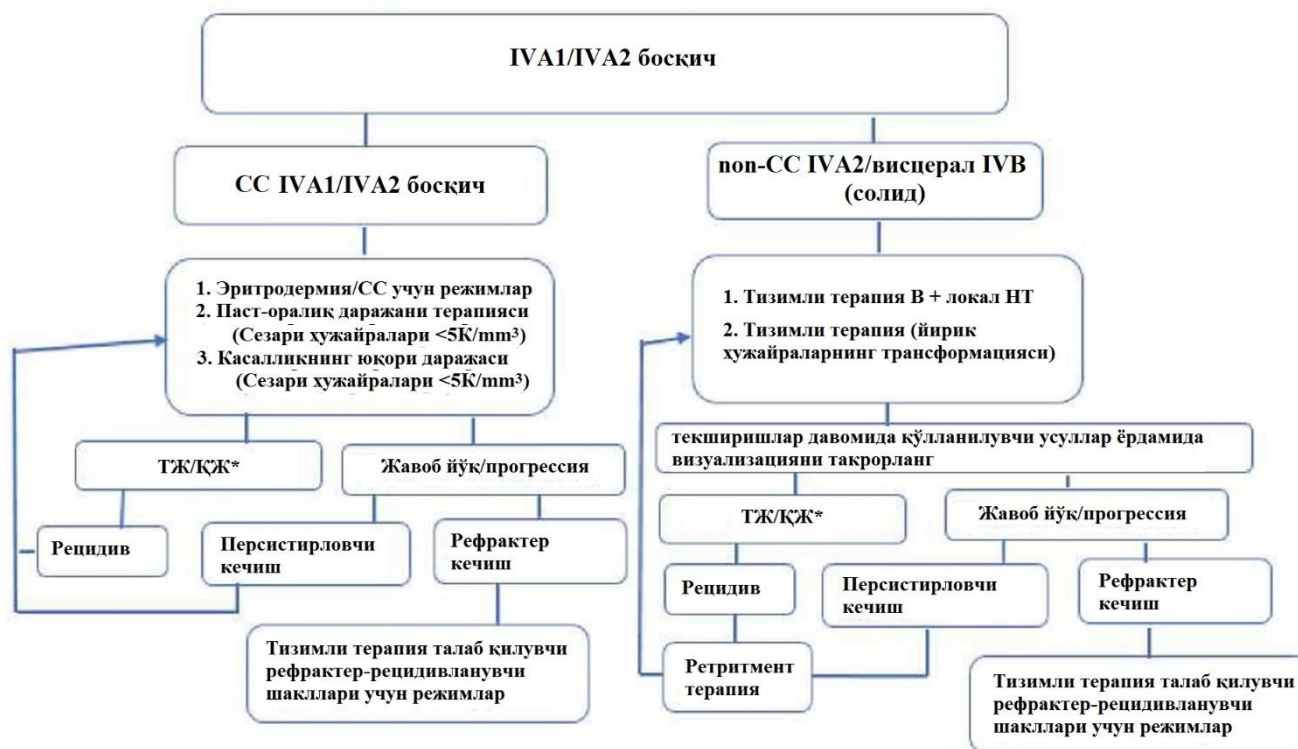 IVA1/IVA2 босқич
СС IVA1/IVA2 босқич
non-СС IVA2/висцерал IVB
(солид)
1. Эритродермия/СС учун режимлар
2. Паст-оралиқ даражани терапияси
(Сезари ҳужайралари <5К/mm³)
3. Касалликнинг юқори даражаси
(Сезари ҳужайралари <5К/mm³)
1. Тизимли терапия В + локал НТ
2. Тизимли терапия (йирик
ҳужайраларнинг трансформацияси)
ТЖ/ҚЖ*
Жавоб йўқ/прогрессия
Рецидив
Персистирловчи
кечиш
Рефрактер
кечиш
Тизимли терапия талаб қилувчи
рефрактер-рецидивланувчи
шакллари учун режимлар
текширишлар давомида қўлланилувчи усуллар ёрдамида
визуализацияни такрорланг
ТЖ/ҚЖ*
Жавоб йўқ/прогрессия
Рецидив
Персистирловчи
кечиш
Рефрактер
кечиш
Ретритмент
терапия
Тизимли терапия талаб қилувчи
рефрактер-рецидивланувчи
шакллари учун режимлар